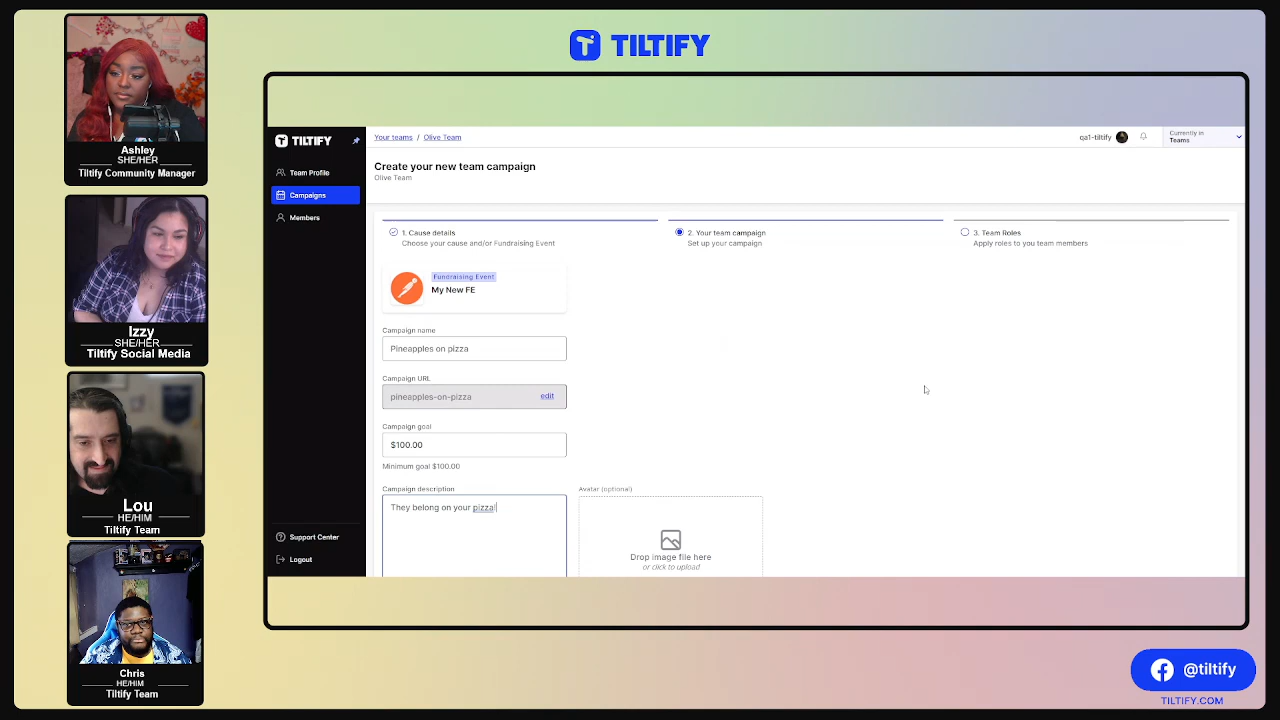 TILTIFY
Ashley
SHE/HER
Tiltify Community Manager
Izzy
SHE/HER
Tiltify Social Media
Lou
HE/HIM
Tiltify Team
Chris
HE/HIM
Tiltify Team
TILTIFY
Team Profile
Campaigns
Members
Support Center
Logout
Your teams / Olive Team
qa1-tiltify
Currently in
Teams
Create your new team campaign
Olive Team
1. Cause details
Choose your cause and/or Fundraising Event
2. Your team campaign
Set up your campaign
3. Team Roles
Apply roles to you team members
Fundraising Event
My New FE
Campaign name
Pineapples on pizza
Campaign URL
pineapples-on-pizza edit
Campaign goal
$100.00
Minimum goal $100.00
Campaign description
They belong on your pizza!
Avatar (optional)
Drop image file here
or click to upload
@tiltify
TILTIFY.COM